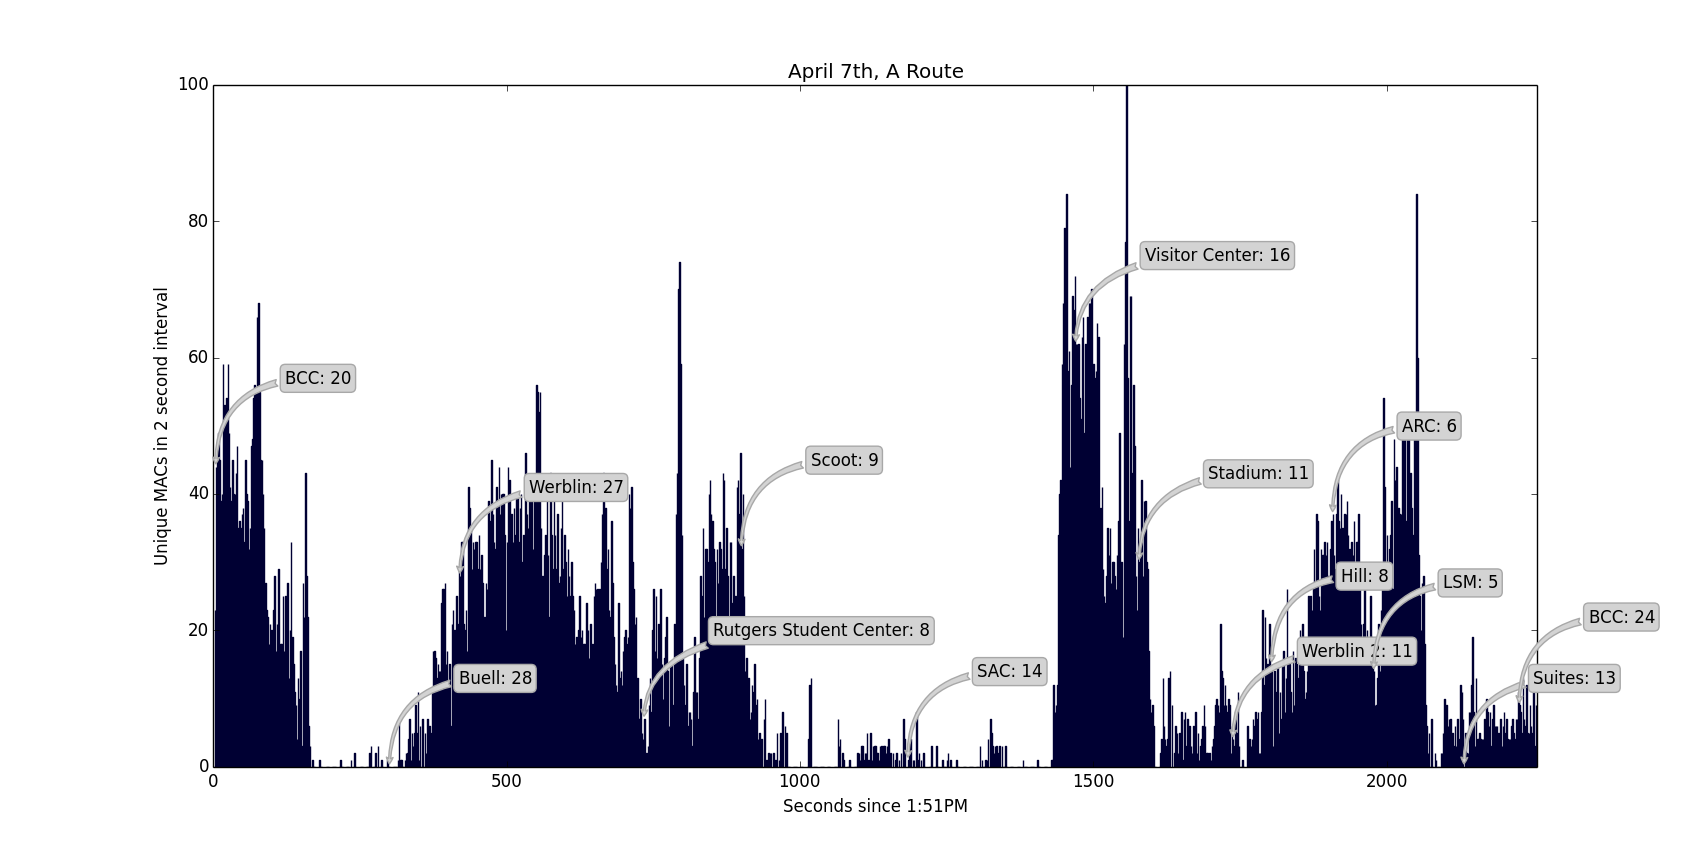 April 7th, A Route
Unique MACs in 2 second interval
100
80
60
40
20
0
BCC: 20
Buell: 28
Werblin: 27
Rutgers Student Center: 8
Scoot: 9
SAC: 14
Visitor Center: 16
Stadium: 11
Werblin 2: 11
Hill: 8
ARC: 6
LSM: 5
Suites: 13
BCC: 24
0 500 1000 1500 2000
Seconds since 1:51PM